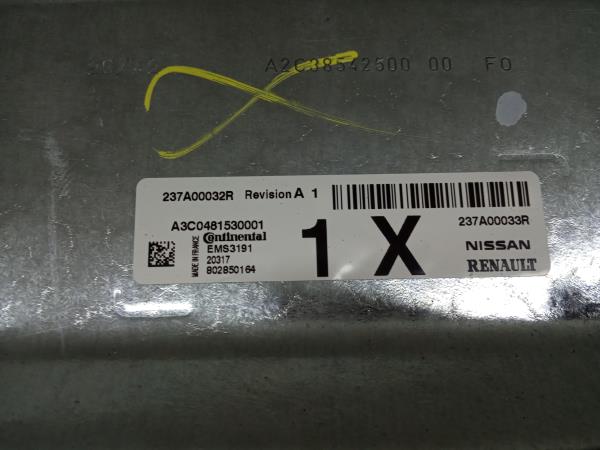 A2C38542500 00 F0
237A00032R Revision A 1
A3C0481530001
Continental
EMS3191
20317
802850164
MADE IN FRANCE
1 X
237A00033R
NISSAN
RENAULT